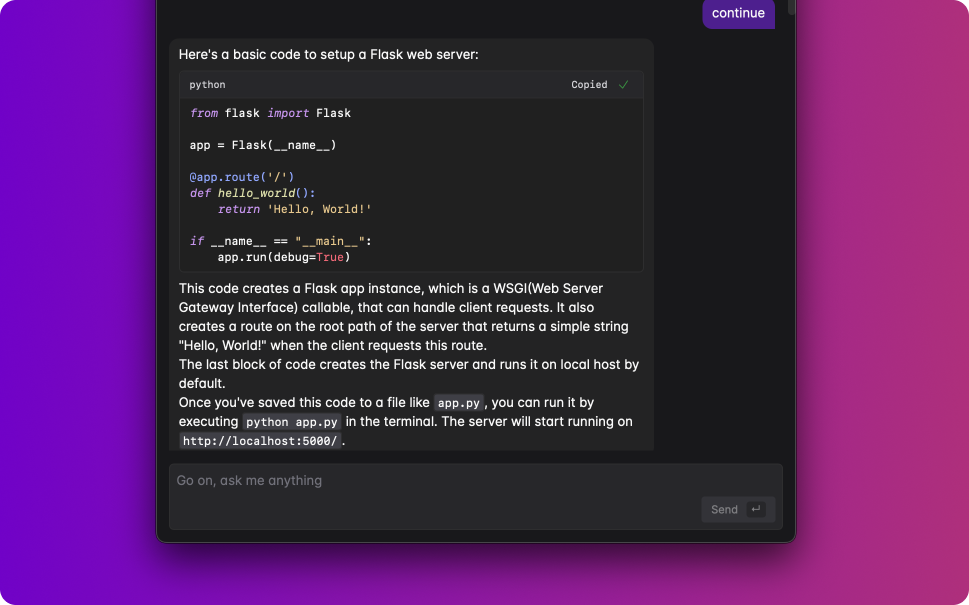 continue
Here's a basic code to setup a Flask web server:
python
Copied
from flask import Flask
app = Flask(__name__)
@app.route('/')
def hello_world():
    return 'Hello, World!'
if __name__ == "__main__":
    app.run(debug=True)
This code creates a Flask app instance, which is a WSGI(Web Server
Gateway Interface) callable, that can handle client requests. It also
creates a route on the root path of the server that returns a simple string
"Hello, World!" when the client requests this route.
The last block of code creates the Flask server and runs it on local host by
default.
Once you've saved this code to a file like app.py, you can run it by
executing python app.py in the terminal. The server will start running on
http://localhost:5000/.
Go on, ask me anything
Send